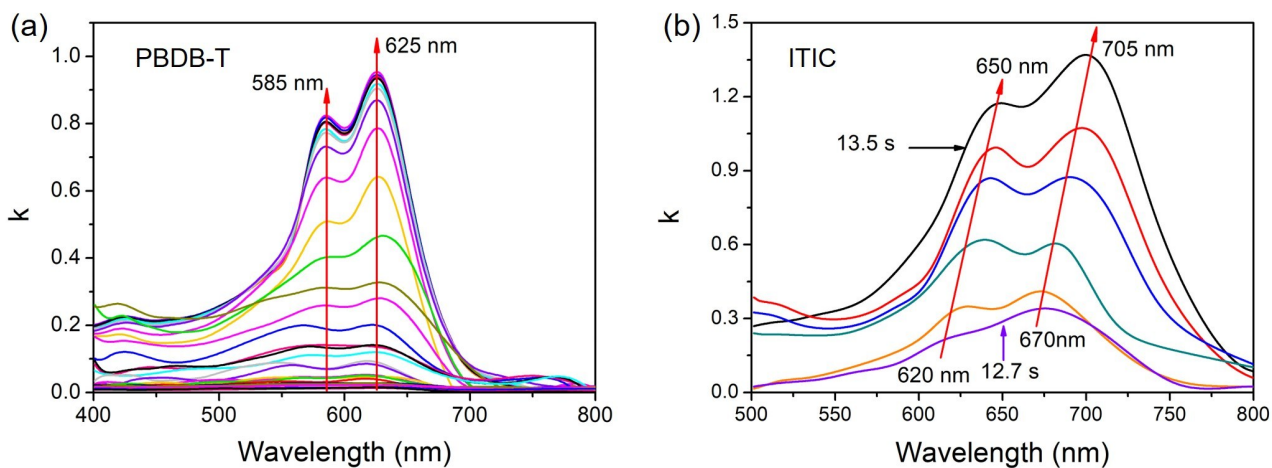 (a)
PBDB-T
585 nm
625 nm
k
1.0
0.8
0.6
0.4
0.2
0.0
400 500 600 700 800
Wavelength (nm)
(b)
ITIC
650 nm
705 nm
13.5 s
620 nm
12.7 s
670nm
k
1.5
1.2
0.9
0.6
0.3
0.0
500 550 600 650 700 750 800
Wavelength (nm)